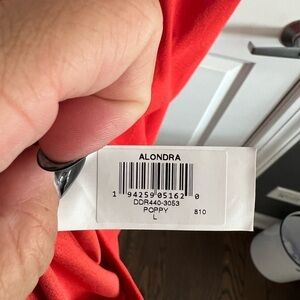 ALONDRA
1 94259 05162 0
DDR440-3053
POPPY 810
L